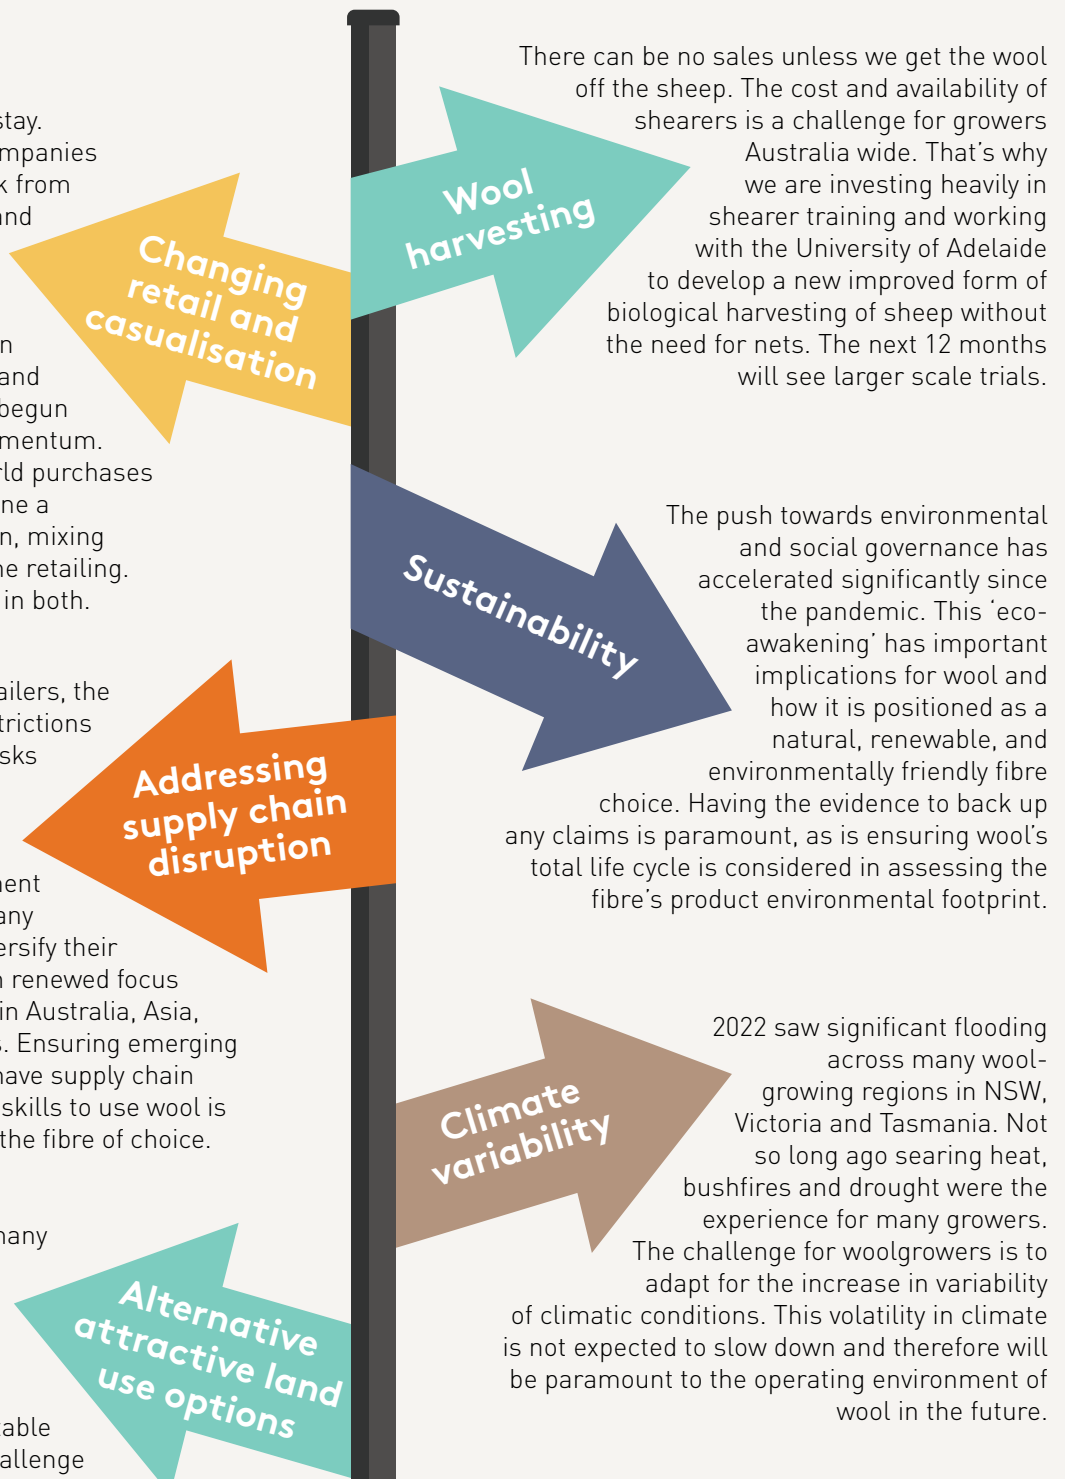 stay.
mpanies
k from
and
Changing
retail and
casualisation
n
and
begun
mentum.
rld purchases
ne a
n, mixing
ne retailing.
in both.
ailers, the
trictions
sks
Addressing
supply chain
disruption
nent
any
ersify their
n renewed focus
in Australia, Asia,
s. Ensuring emerging
have supply chain
skills to use wool is
the fibre of choice.
many
Alternative
attractive land
use options
table
allenge
Wool
harvesting
There can be no sales unless we get the wool
off the sheep. The cost and availability of
shearers is a challenge for growers
Australia wide. That’s why
we are investing heavily in
shearer training and working
with the University of Adelaide
to develop a new improved form of
biological harvesting of sheep without
the need for nets. The next 12 months
will see larger scale trials.
Sustainability
The push towards environmental
and social governance has
accelerated significantly since
the pandemic. This ‘eco-
awakening’ has important
implications for wool and
how it is positioned as a
natural, renewable, and
environmentally friendly fibre
choice. Having the evidence to back up
any claims is paramount, as is ensuring wool’s
total life cycle is considered in assessing the
fibre’s product environmental footprint.
Climate
variability
2022 saw significant flooding
across many wool-
growing regions in NSW,
Victoria and Tasmania. Not
so long ago searing heat,
bushfires and drought were the
experience for many growers.
The challenge for woolgrowers is to
adapt for the increase in variability
of climatic conditions. This volatility in climate
is not expected to slow down and therefore will
be paramount to the operating environment of
wool in the future.